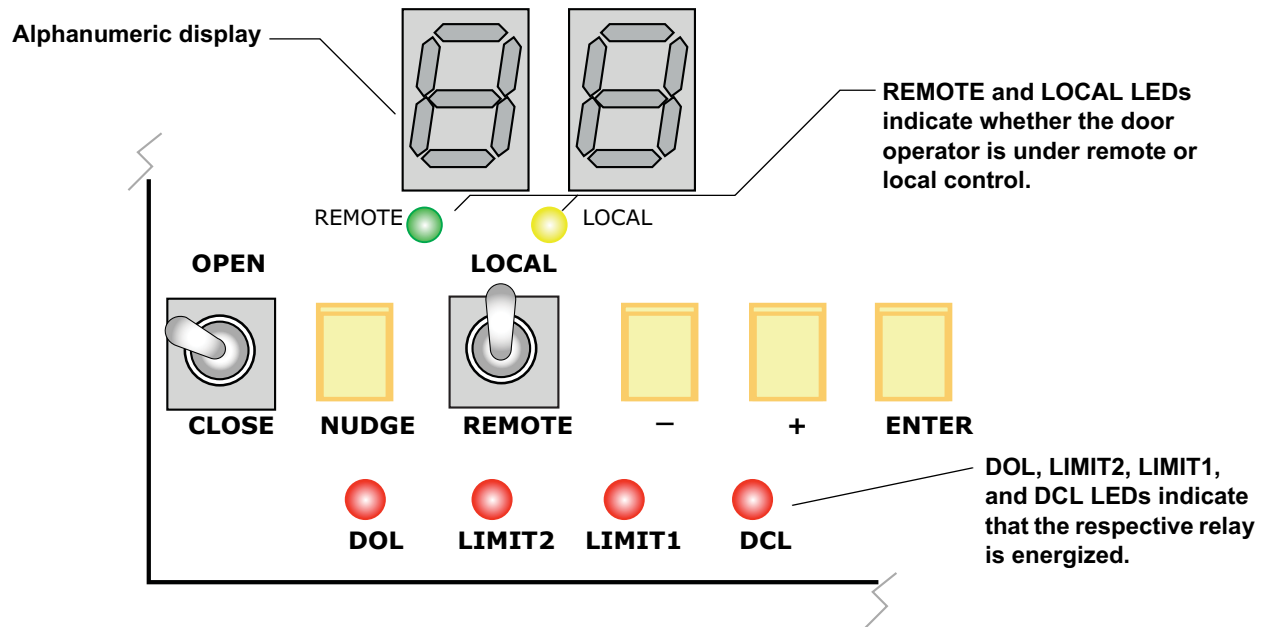 Alphanumeric display
REMOTE and LOCAL LEDs
indicate whether the door
operator is under remote or
local control.
REMOTE
LOCAL
OPEN
LOCAL
CLOSE
NUDGE
REMOTE
–
+
ENTER
DOL, LIMIT2, LIMIT1,
and DCL LEDs indicate
that the respective relay
is energized.
DOL
LIMIT2
LIMIT1
DCL